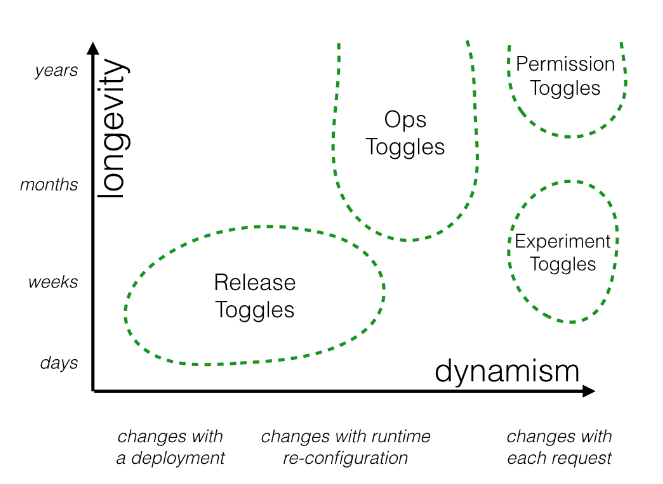 years
longevity
months
weeks
days
Permission
Toggles
Ops
Toggles
Experiment
Toggles
Release
Toggles
dynamism
changes with
a deployment
changes with runtime
re-configuration
changes with
each request